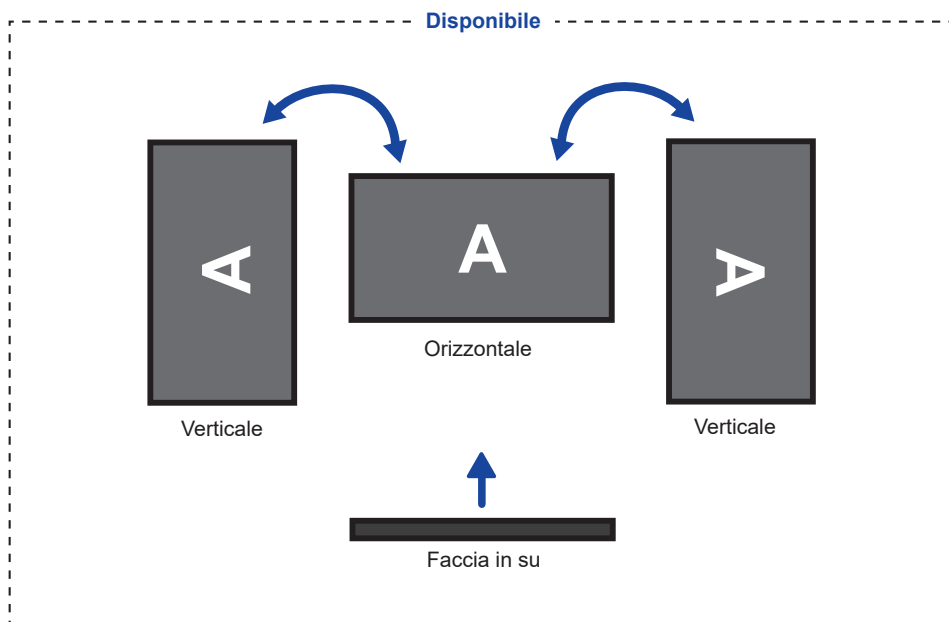 Disponibile
A
A
A
Orizzontale
Verticale
Verticale
Faccia in su